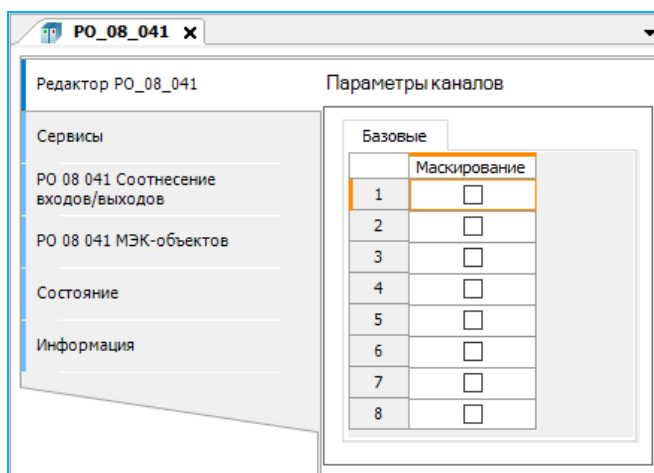 PO_08_041 x
Редактор PO_08_041
Параметры каналов
Сервисы
PO 08 041 Соотнесение
входов/выходов
PO 08 041 МЭК-объектов
Состояние
Информация
Базовые
Маскирование
1
2
3
4
5
6
7
8